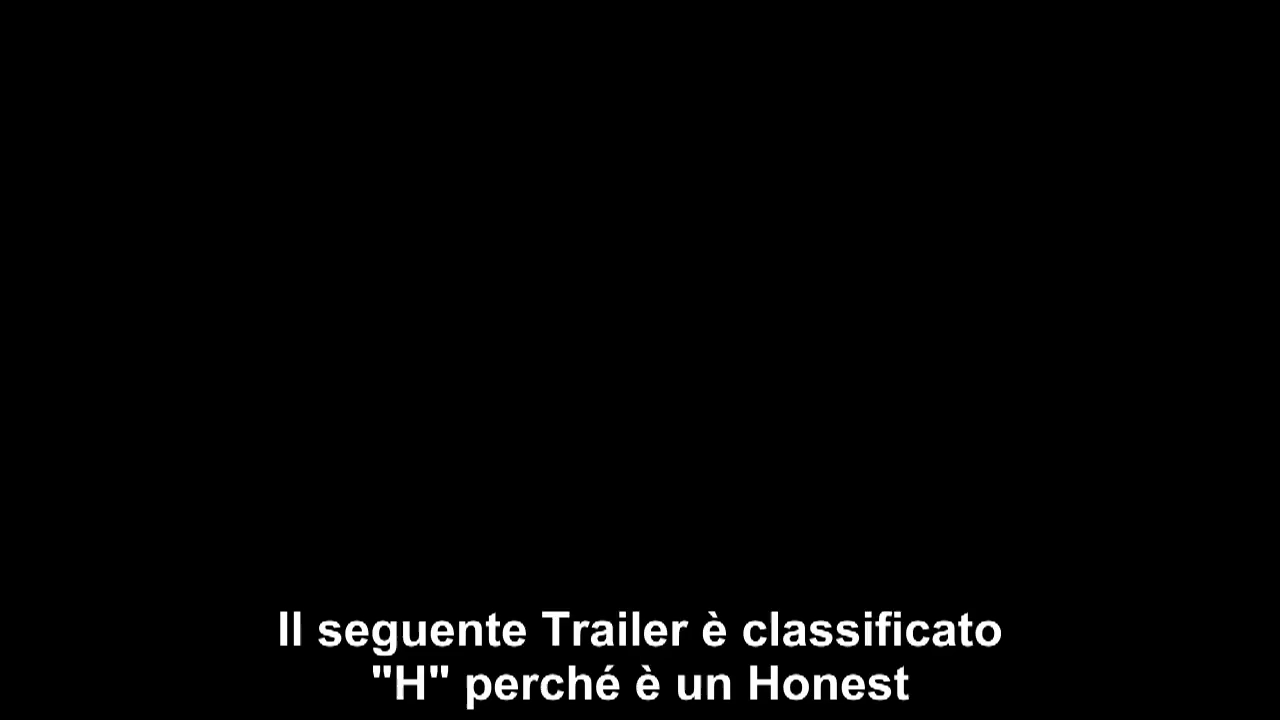 Il seguente Trailer è classificato
"H" perché è un Honest